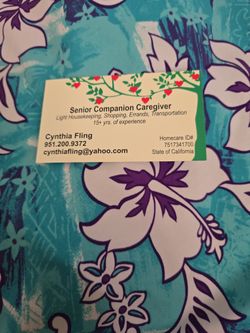 Senior Companion Caregiver
Light Housekeeping, Shopping, Errands, Transportation
15+ yrs. of experience
Cynthia Fling
951.200.9372
cynthiafling@yahoo.com
Homecare ID#
7517341700
State of California